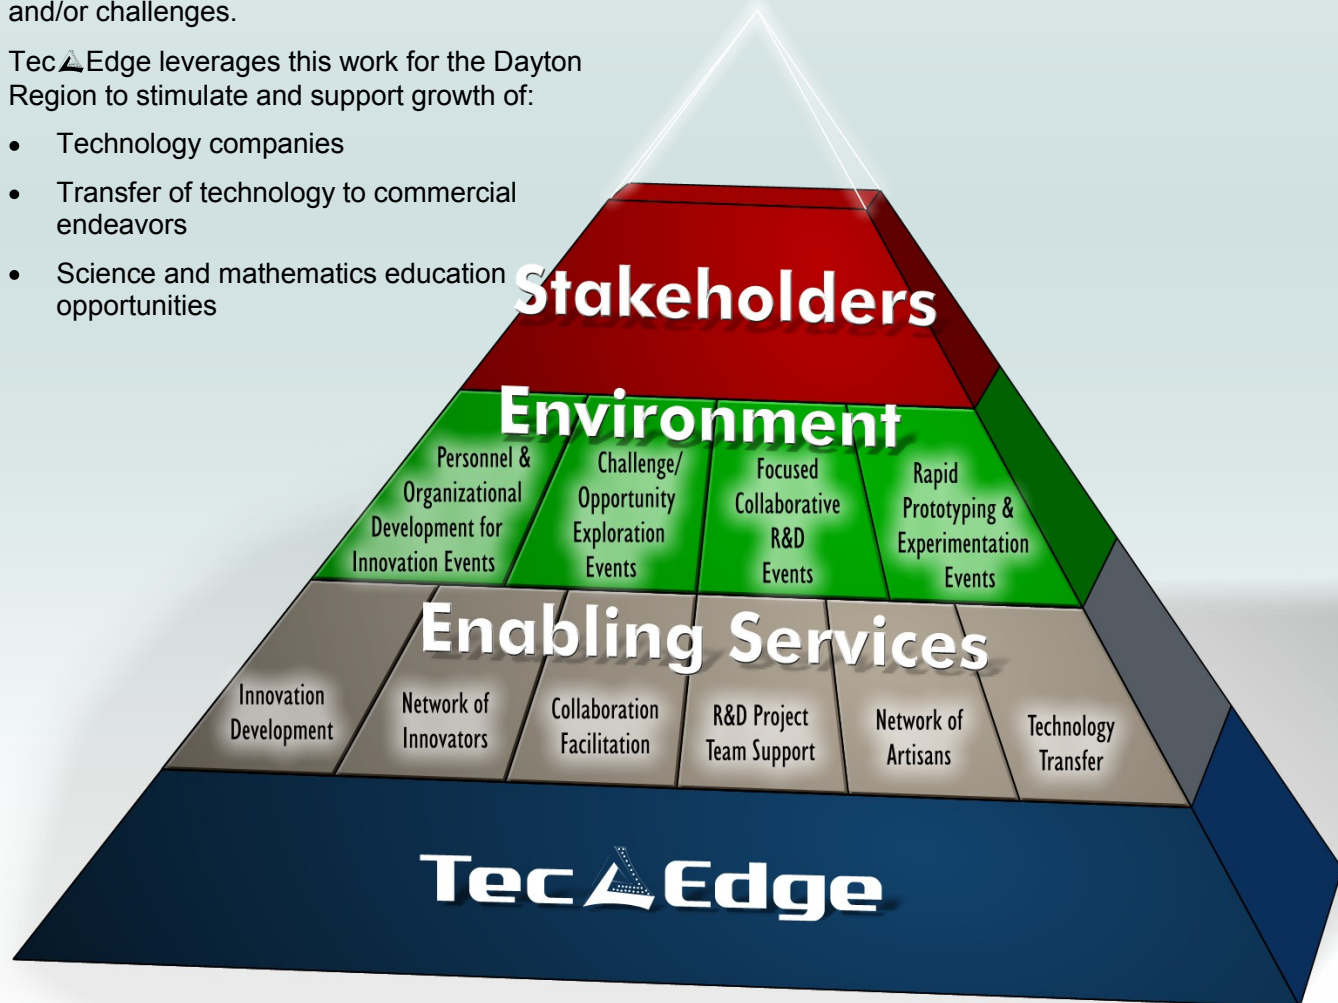 and/or challenges.
Tec Edge leverages this work for the Dayton
Region to stimulate and support growth of:
• Technology companies
• Transfer of technology to commercial
endeavors
• Science and mathematics education
opportunities
Stakeholders
Environment
Personnel &
Organizational
Development for
Innovation Events
Challenge/
Opportunity
Exploration
Events
Focused
Collaborative
R&D
Events
Rapid
Prototyping &
Experimentation
Events
Enabling Services
Innovation
Development
Network of
Innovators
Collaboration
Facilitation
R&D Project
Team Support
Network of
Artisans
Technology
Transfer
Tec Edge